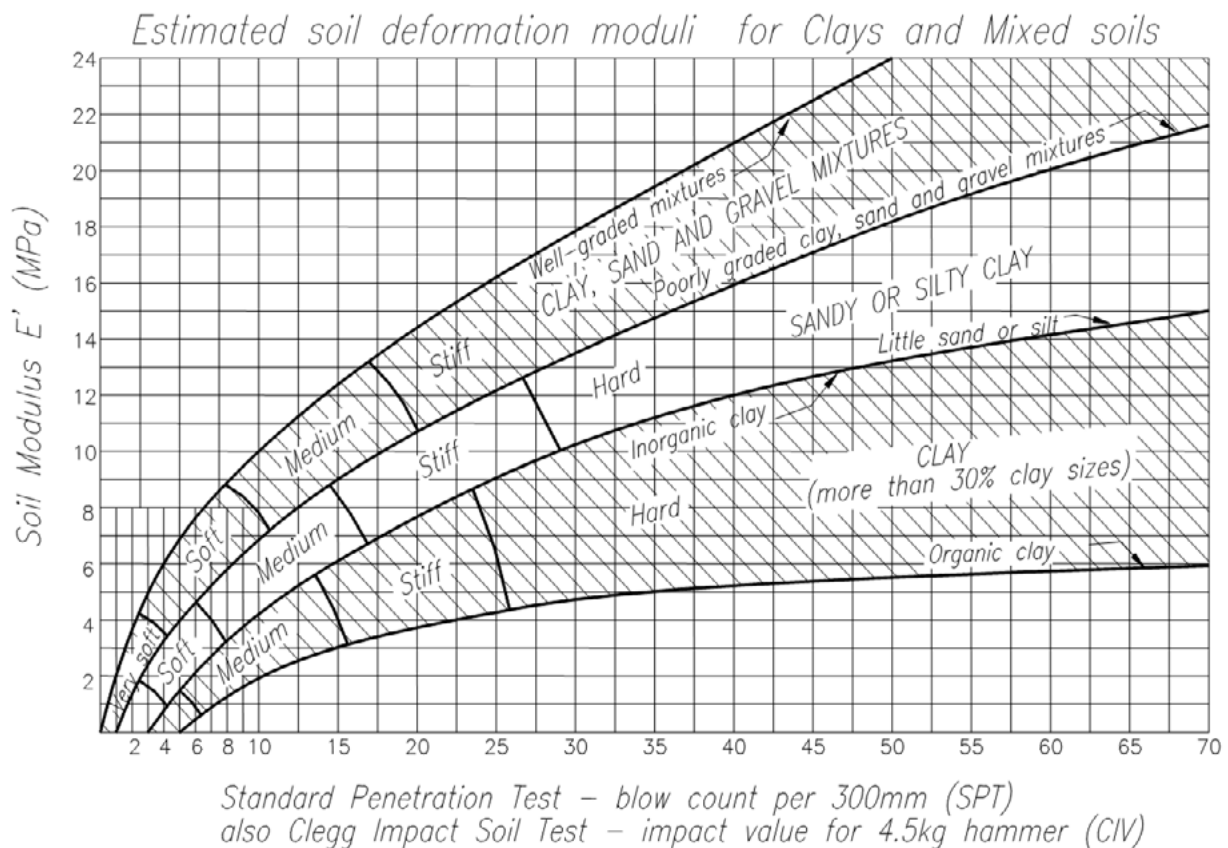 Estimated soil deformation moduli for Clays and Mixed soils
24
22
20
18
16
14
12
10
8
6
4
2
Soil Modulus E' (MPa)
Well-graded mixtures
CLAY, SAND AND GRAVEL MIXTURES
Poorly graded clay, sand and gravel mixtures
SANDY OR SILTY CLAY
Little sand or silt
Inorganic clay
CLAY
(more than 30% clay sizes)
Organic clay
Stiff
Medium
Soft
Very soft
Hard
Stiff
Medium
Soft
Hard
Stiff
Medium
2 4 6 8 10 15 20 25 30 35 40 45 50 55 60 65 70
Standard Penetration Test - blow count per 300mm (SPT)
also Clegg Impact Soil Test - impact value for 4.5kg hammer (CIV)